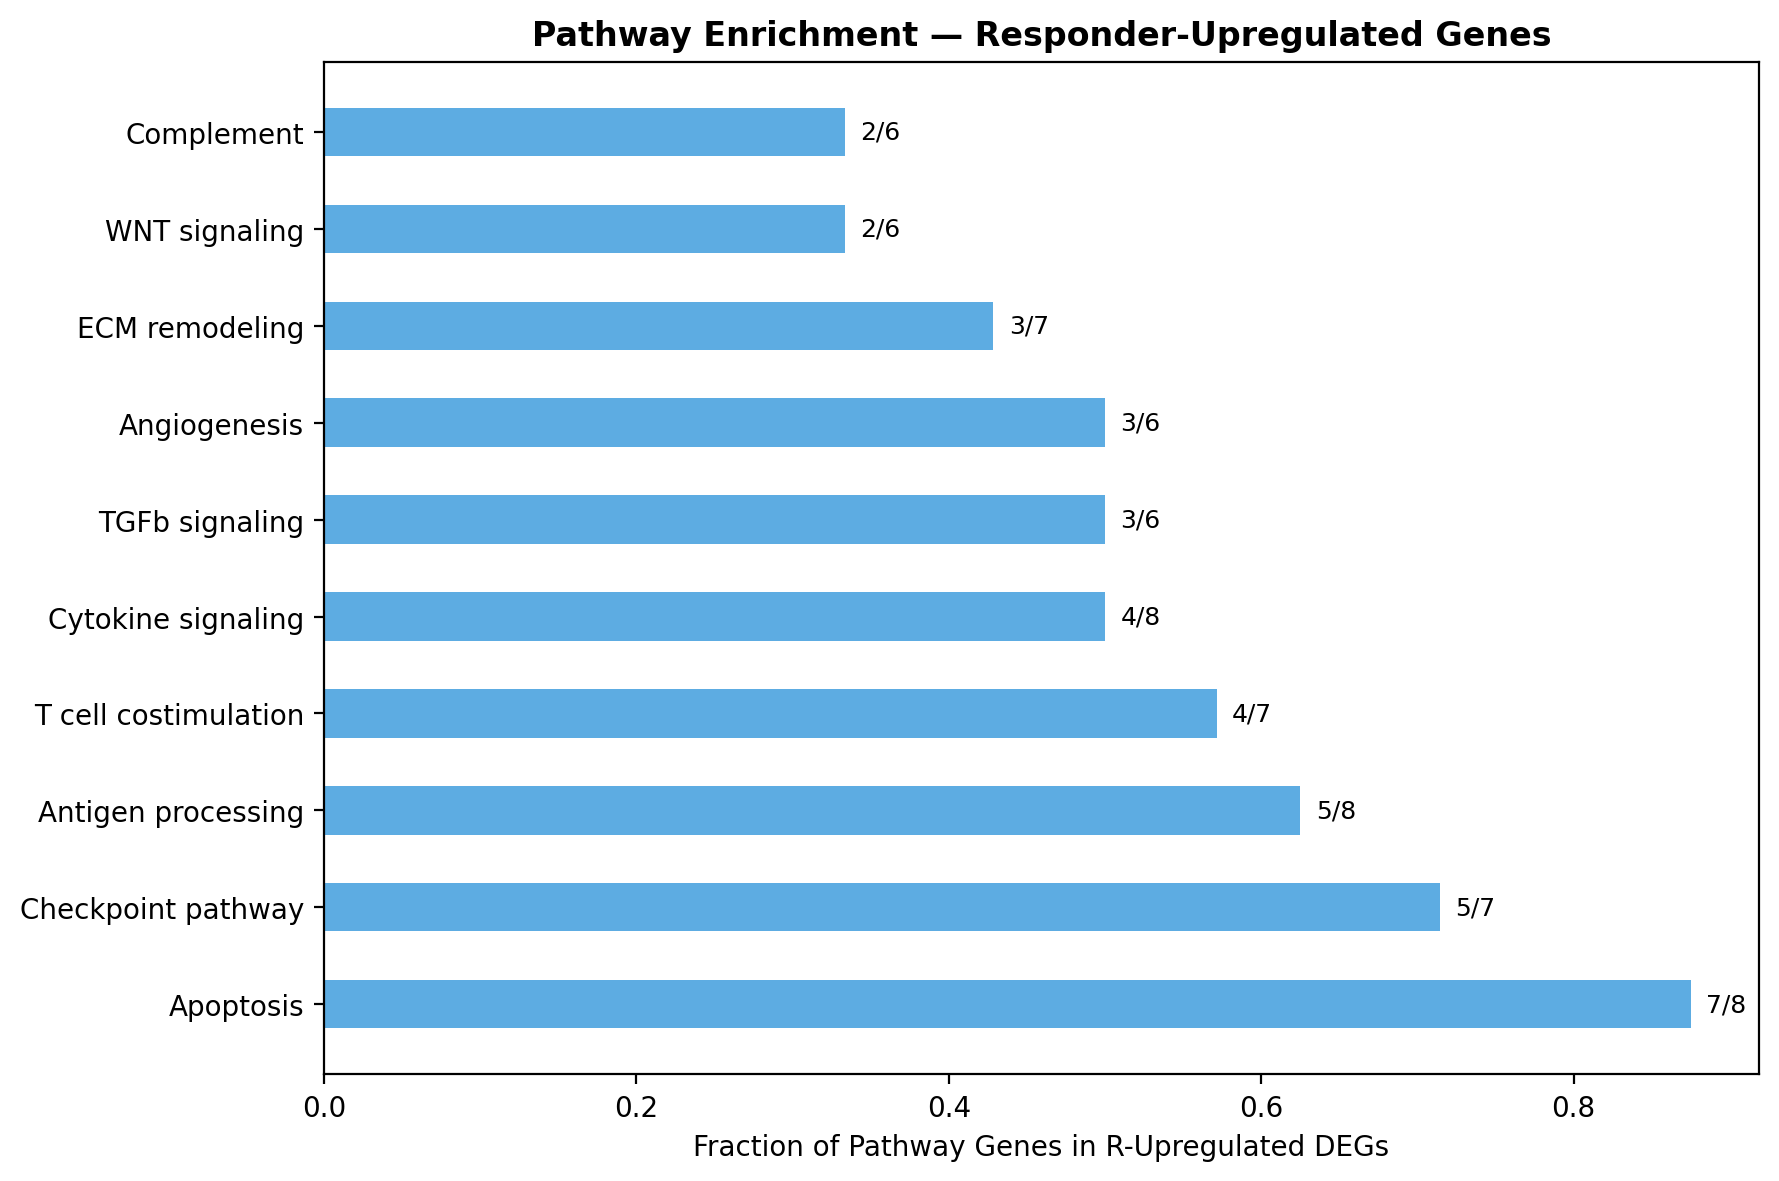 Pathway Enrichment — Responder-Upregulated Genes
Complement 2/6
WNT signaling 2/6
ECM remodeling 3/7
Angiogenesis 3/6
TGFb signaling 3/6
Cytokine signaling 4/8
T cell costimulation 4/7
Antigen processing 5/8
Checkpoint pathway 5/7
Apoptosis 7/8
0.0 0.2 0.4 0.6 0.8
Fraction of Pathway Genes in R-Upregulated DEGs